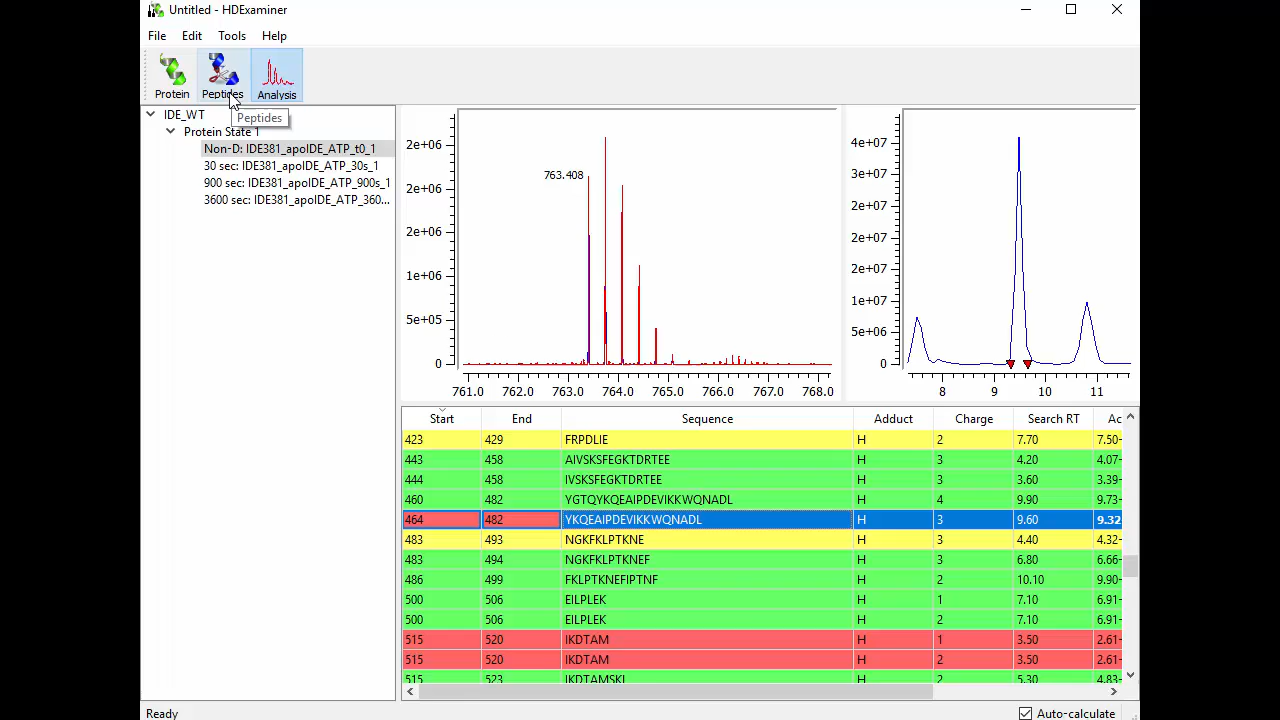 Untitled - HDExaminer
File Edit Tools Help
Protein Peptides Analysis
Peptides
IDE_WT
Protein State 1
Non-D: IDE381_apoIDE_ATP_t0_1
30 sec: IDE381_apoIDE_ATP_30s_1
900 sec: IDE381_apoIDE_ATP_900s_1
3600 sec: IDE381_apoIDE_ATP_360...
2e+06
763.408
2e+06
2e+06
1e+06
5e+05
0
761.0 762.0 763.0 764.0 765.0 766.0 767.0 768.0
4e+07
3e+07
2e+07
2e+07
2e+07
1e+07
5e+06
0
8 9 10 11
Start End Sequence Adduct Charge Search RT Ac
423 429 FRPDLIE H 2 7.70 7.50-
443 458 AIVSKSFEGKTDRTEE H 3 4.20 4.07-
444 458 IVSKSFEGKTDRTEE H 3 3.60 3.39-
460 482 YGTQYKQEAIPDEVIKKWQNADL H 4 9.90 9.73-
464 482 YKQEAIPDEVIKKWQNADL H 3 9.60 9.32
483 493 NGKFKLPTKNE H 3 4.40 4.32-
483 494 NGKFKLPTKNEF H 3 6.80 6.66-
486 499 FKLPTKNEFIPTNF H 2 10.10 9.90-
500 506 EILPLEK H 1 7.10 6.91-
500 506 EILPLEK H 2 7.10 6.91-
515 520 IKDTAM H 1 3.50 2.61-
515 520 IKDTAM H 2 3.50 2.61-
515 523 IKDTAMSKL H 2 5.30 4.83-
Ready Auto-calculate